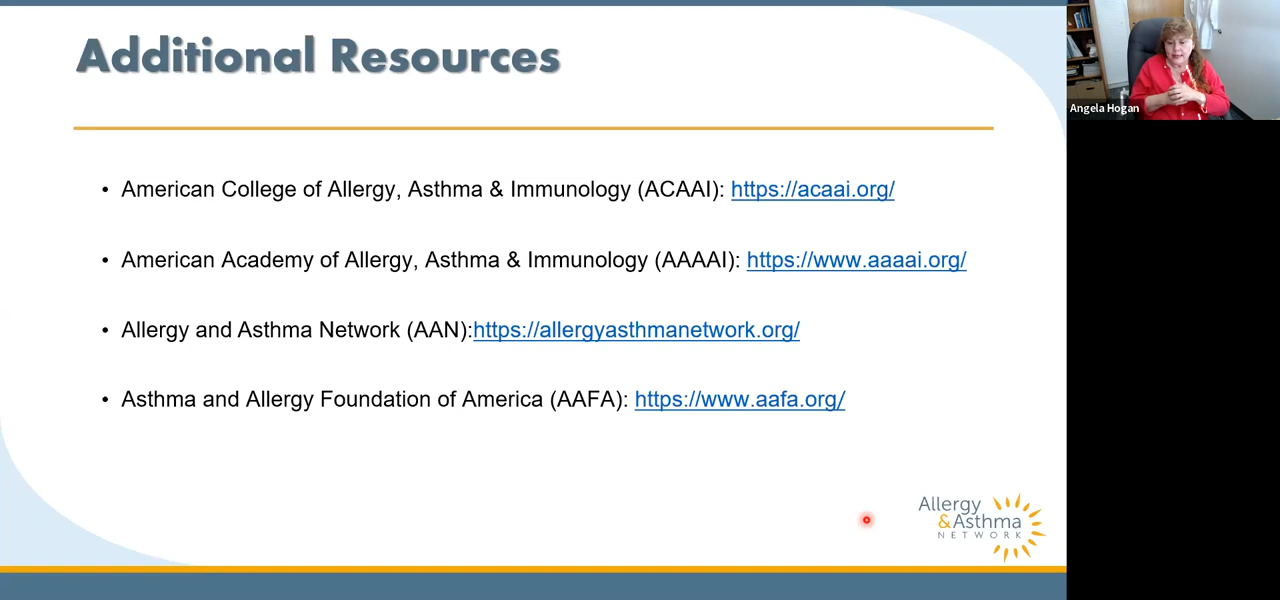 Additional Resources
• American College of Allergy, Asthma & Immunology (ACAAI): https://acaai.org/
• American Academy of Allergy, Asthma & Immunology (AAAAI): https://www.aaaai.org/
• Allergy and Asthma Network (AAN):https://allergyasthmanetwork.org/
• Asthma and Allergy Foundation of America (AAFA): https://www.aafa.org/
Allergy
&Asthma
NETWORK
Angela Hogan